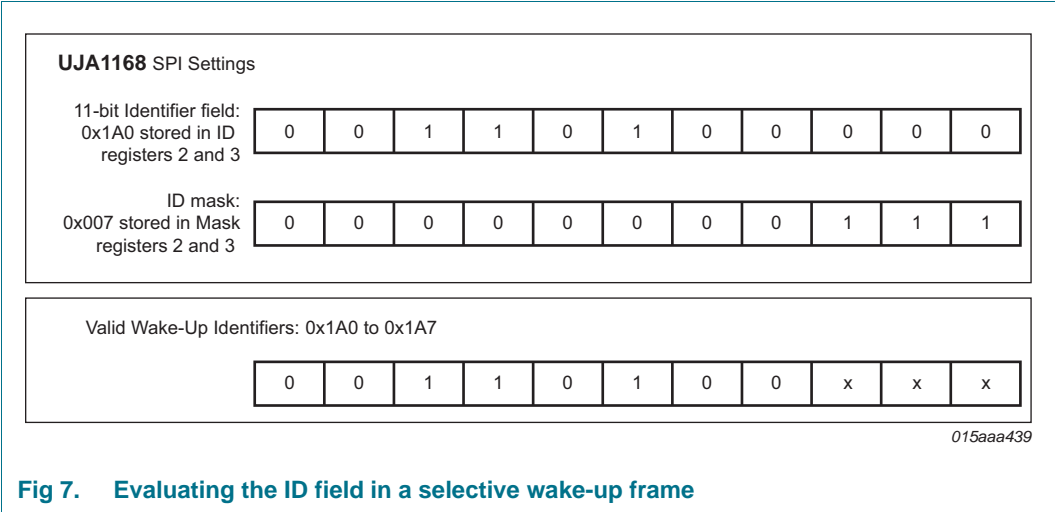 UJA1168 SPI Settings
11-bit Identifier field:
0x1A0 stored in ID
registers 2 and 3
0 0 1 1 0 1 0 0 0 0 0
ID mask:
0x007 stored in Mask
registers 2 and 3
0 0 0 0 0 0 0 0 1 1 1
Valid Wake-Up Identifiers: 0x1A0 to 0x1A7
0 0 1 1 0 1 0 0 x x x
015aaa439
Fig 7. Evaluating the ID field in a selective wake-up frame